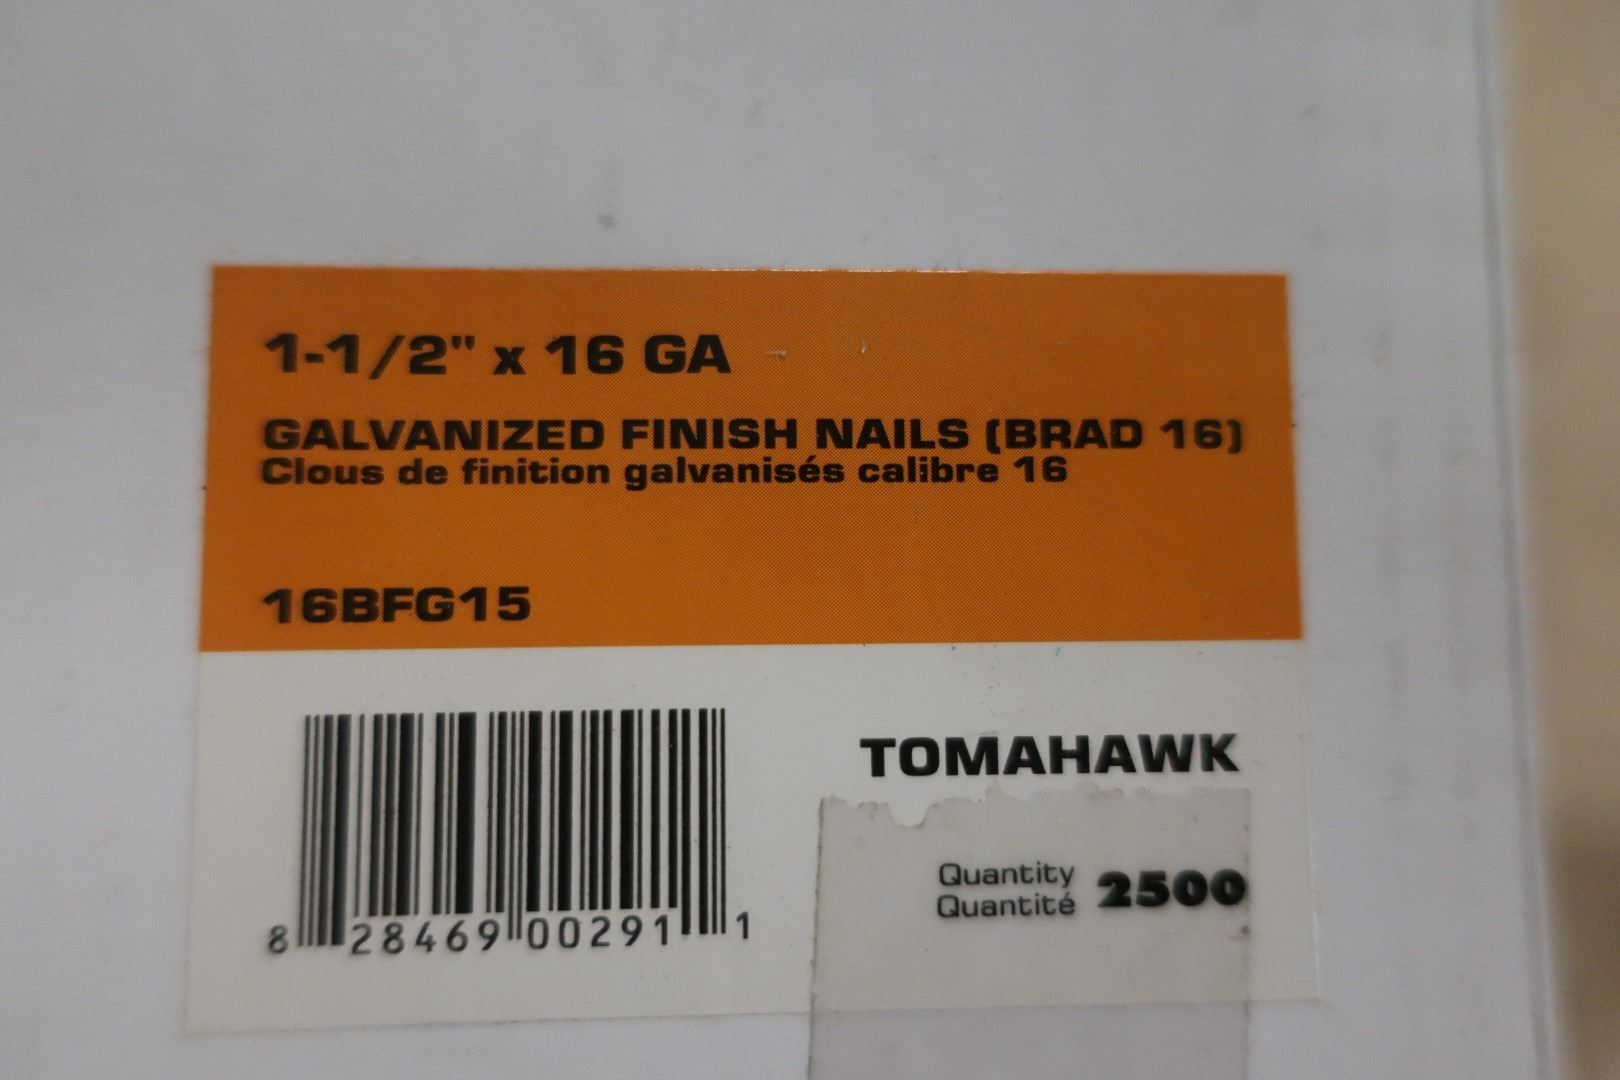 1-1/2" x 16 GA
GALVANIZED FINISH NAILS (BRAD 16)
Clous de finition galvanisés calibre 16
16BFG15
TOMAHAWK
Quantity
Quantité 2500
8 28469 00291 1